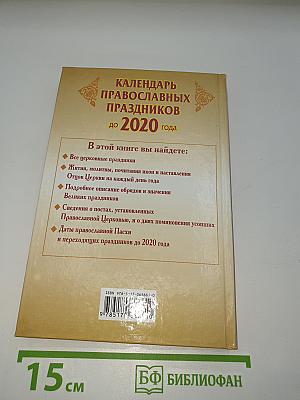 КАЛЕНДАРЬ
ПРАВОСЛАВНЫХ
ПРАЗДНИКОВ
ДО 2020 ГОДА
В этой книге вы найдете:
Все церковные праздники
Жития, молитвы, почитания икон и наставления
Отцов Церкви на каждый день года
Подробное описание обрядов и значения
Великих праздников
Сведения о постах, установленных
Православной Церковью, и о днях поминовения усопших
Даты православной Пасхи
и переходящих праздников до 2020 года
15 см
БФ БИБЛИОФАН